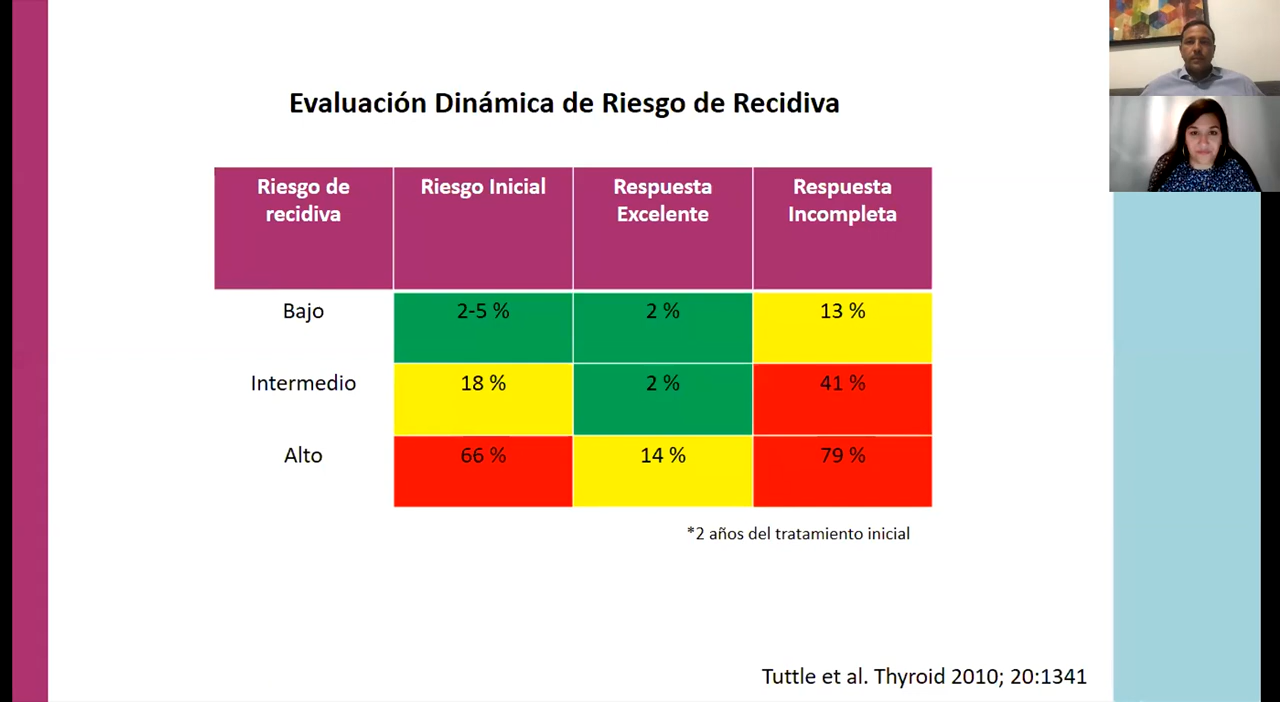 Evaluación Dinámica de Riesgo de Recidiva
Riesgo de recidiva
Riesgo Inicial
Respuesta Excelente
Respuesta Incompleta
Bajo
2-5 %
2 %
13 %
Intermedio
18 %
2 %
41 %
Alto
66 %
14 %
79 %
*2 años del tratamiento inicial
Tuttle et al. Thyroid 2010; 20:1341